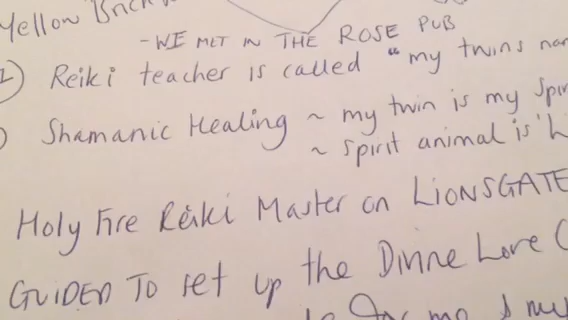 Yellow Brick
- WE MET IN THE ROSE PUB
Reiki teacher is called "my twins
Shamanic Healing ~ my twin is my
~ spirit animal is
Holy Fire Reiki Master on LIONSGATE
GUIDED TO set up the Divine Love